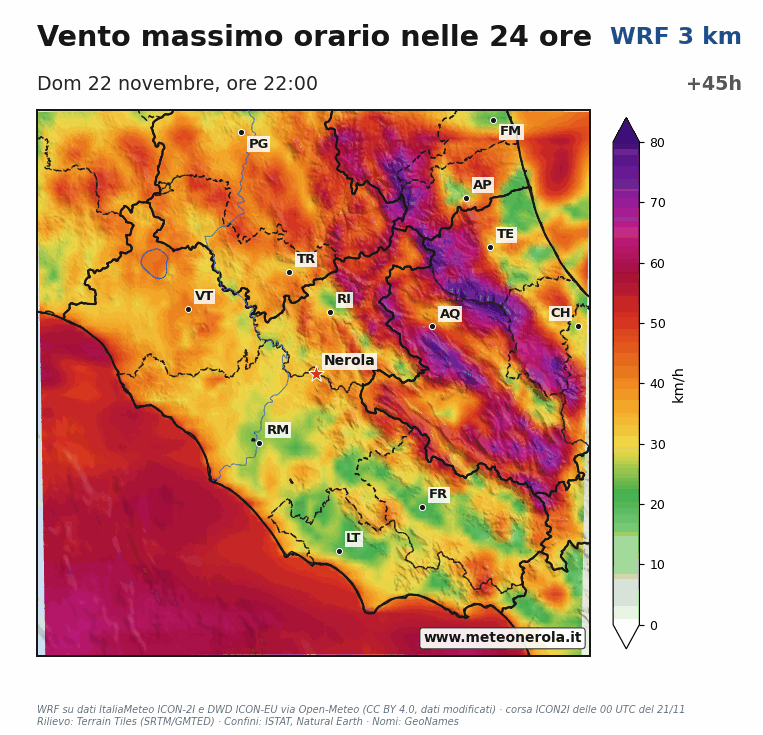 Vento massimo orario nelle 24 ore WRF 3 km
Dom 22 novembre, ore 22:00 +45h
FM
PG
AP
TE
TR
VT
RI
AQ
CH
Nerola
RM
FR
LT
www.meteonerola.it
80
70
60
50
40
30
20
10
0
km/h
WRF su dati ItaliaMeteo ICON-2I e DWD ICON-EU via Open-Meteo (CC BY 4.0, dati modificati) · corsa ICON2I delle 00 UTC del 21/11
Rilievo: Terrain Tiles (SRTM/GMTED) · Confini: ISTAT, Natural Earth · Nomi: GeoNames